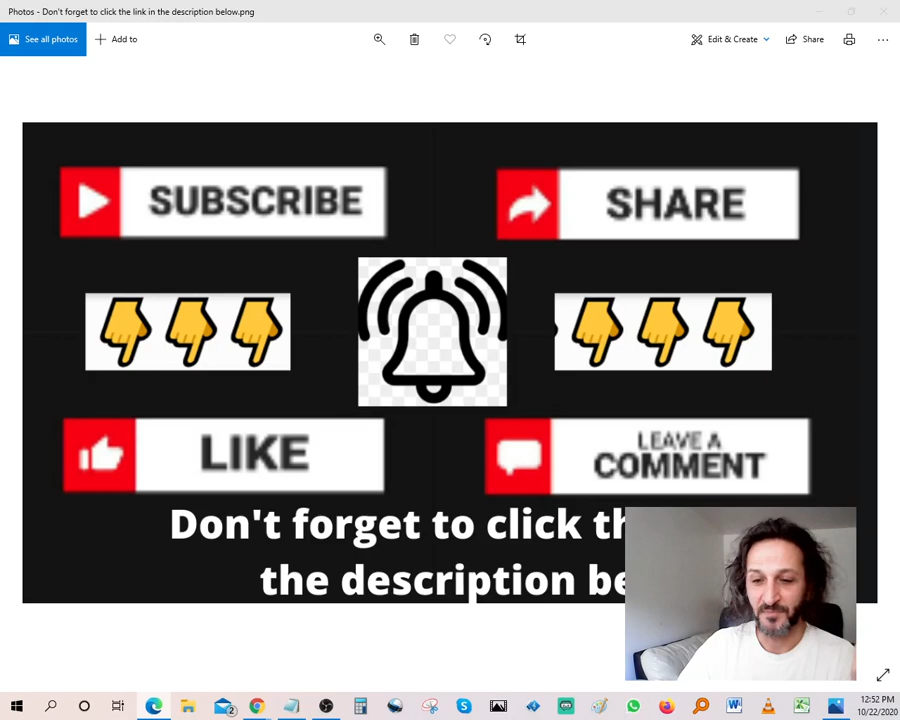 Photos - Don't forget to click the link in the description below.png
See all photos
Add to
Edit & Create
Share
SUBSCRIBE
SHARE
LIKE
LEAVE A
COMMENT
Don't forget to click th
the description be
2
12:52 PM
10/22/2020